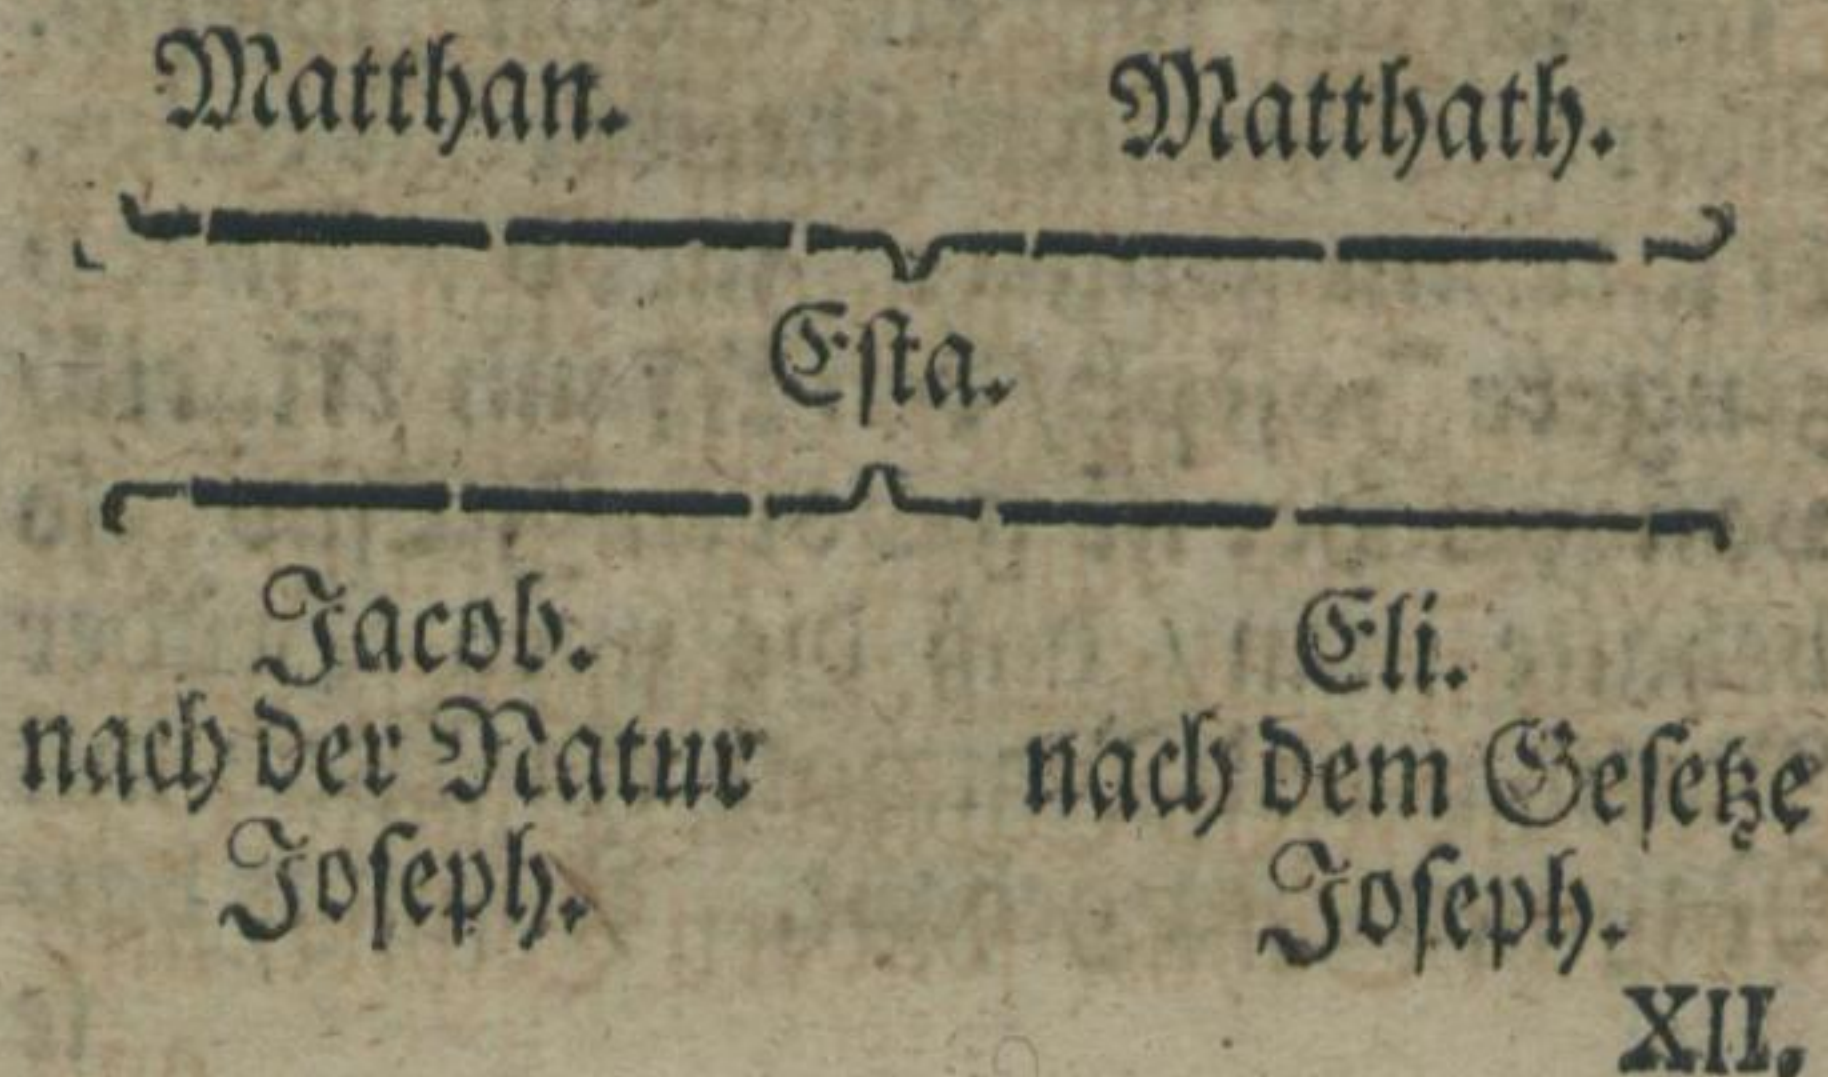 Matthan. Matthath.
Eſta.
Jacob. Eli.
nach der Natur nach dem Geſetze
Joſeph. Joſeph.
XII.